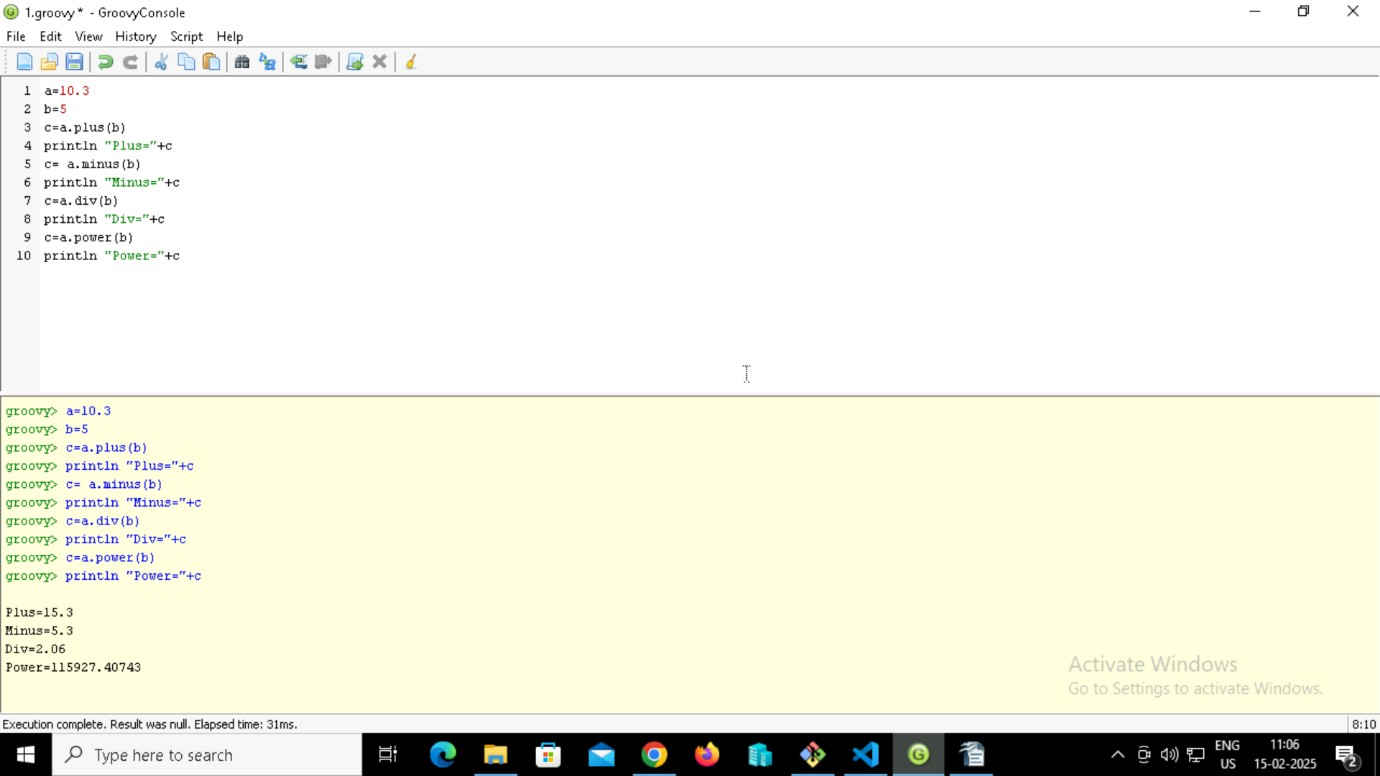 1.groovy * - GroovyConsole
File Edit View History Script Help
1 a=10.3
2 b=5
3 c=a.plus(b)
4 println "Plus="+c
5 c= a.minus(b)
6 println "Minus="+c
7 c=a.div(b)
8 println "Div="+c
9 c=a.power(b)
10 println "Power="+c
groovy> a=10.3
groovy> b=5
groovy> c=a.plus(b)
groovy> println "Plus="+c
groovy> c= a.minus(b)
groovy> println "Minus="+c
groovy> c=a.div(b)
groovy> println "Div="+c
groovy> c=a.power(b)
groovy> println "Power="+c
Plus=15.3
Minus=5.3
Div=2.06
Power=115927.40743
Activate Windows
Go to Settings to activate Windows.
Execution complete. Result was null. Elapsed time: 31ms. 8:10
Type here to search
ENG 11:06
US 15-02-2025 2